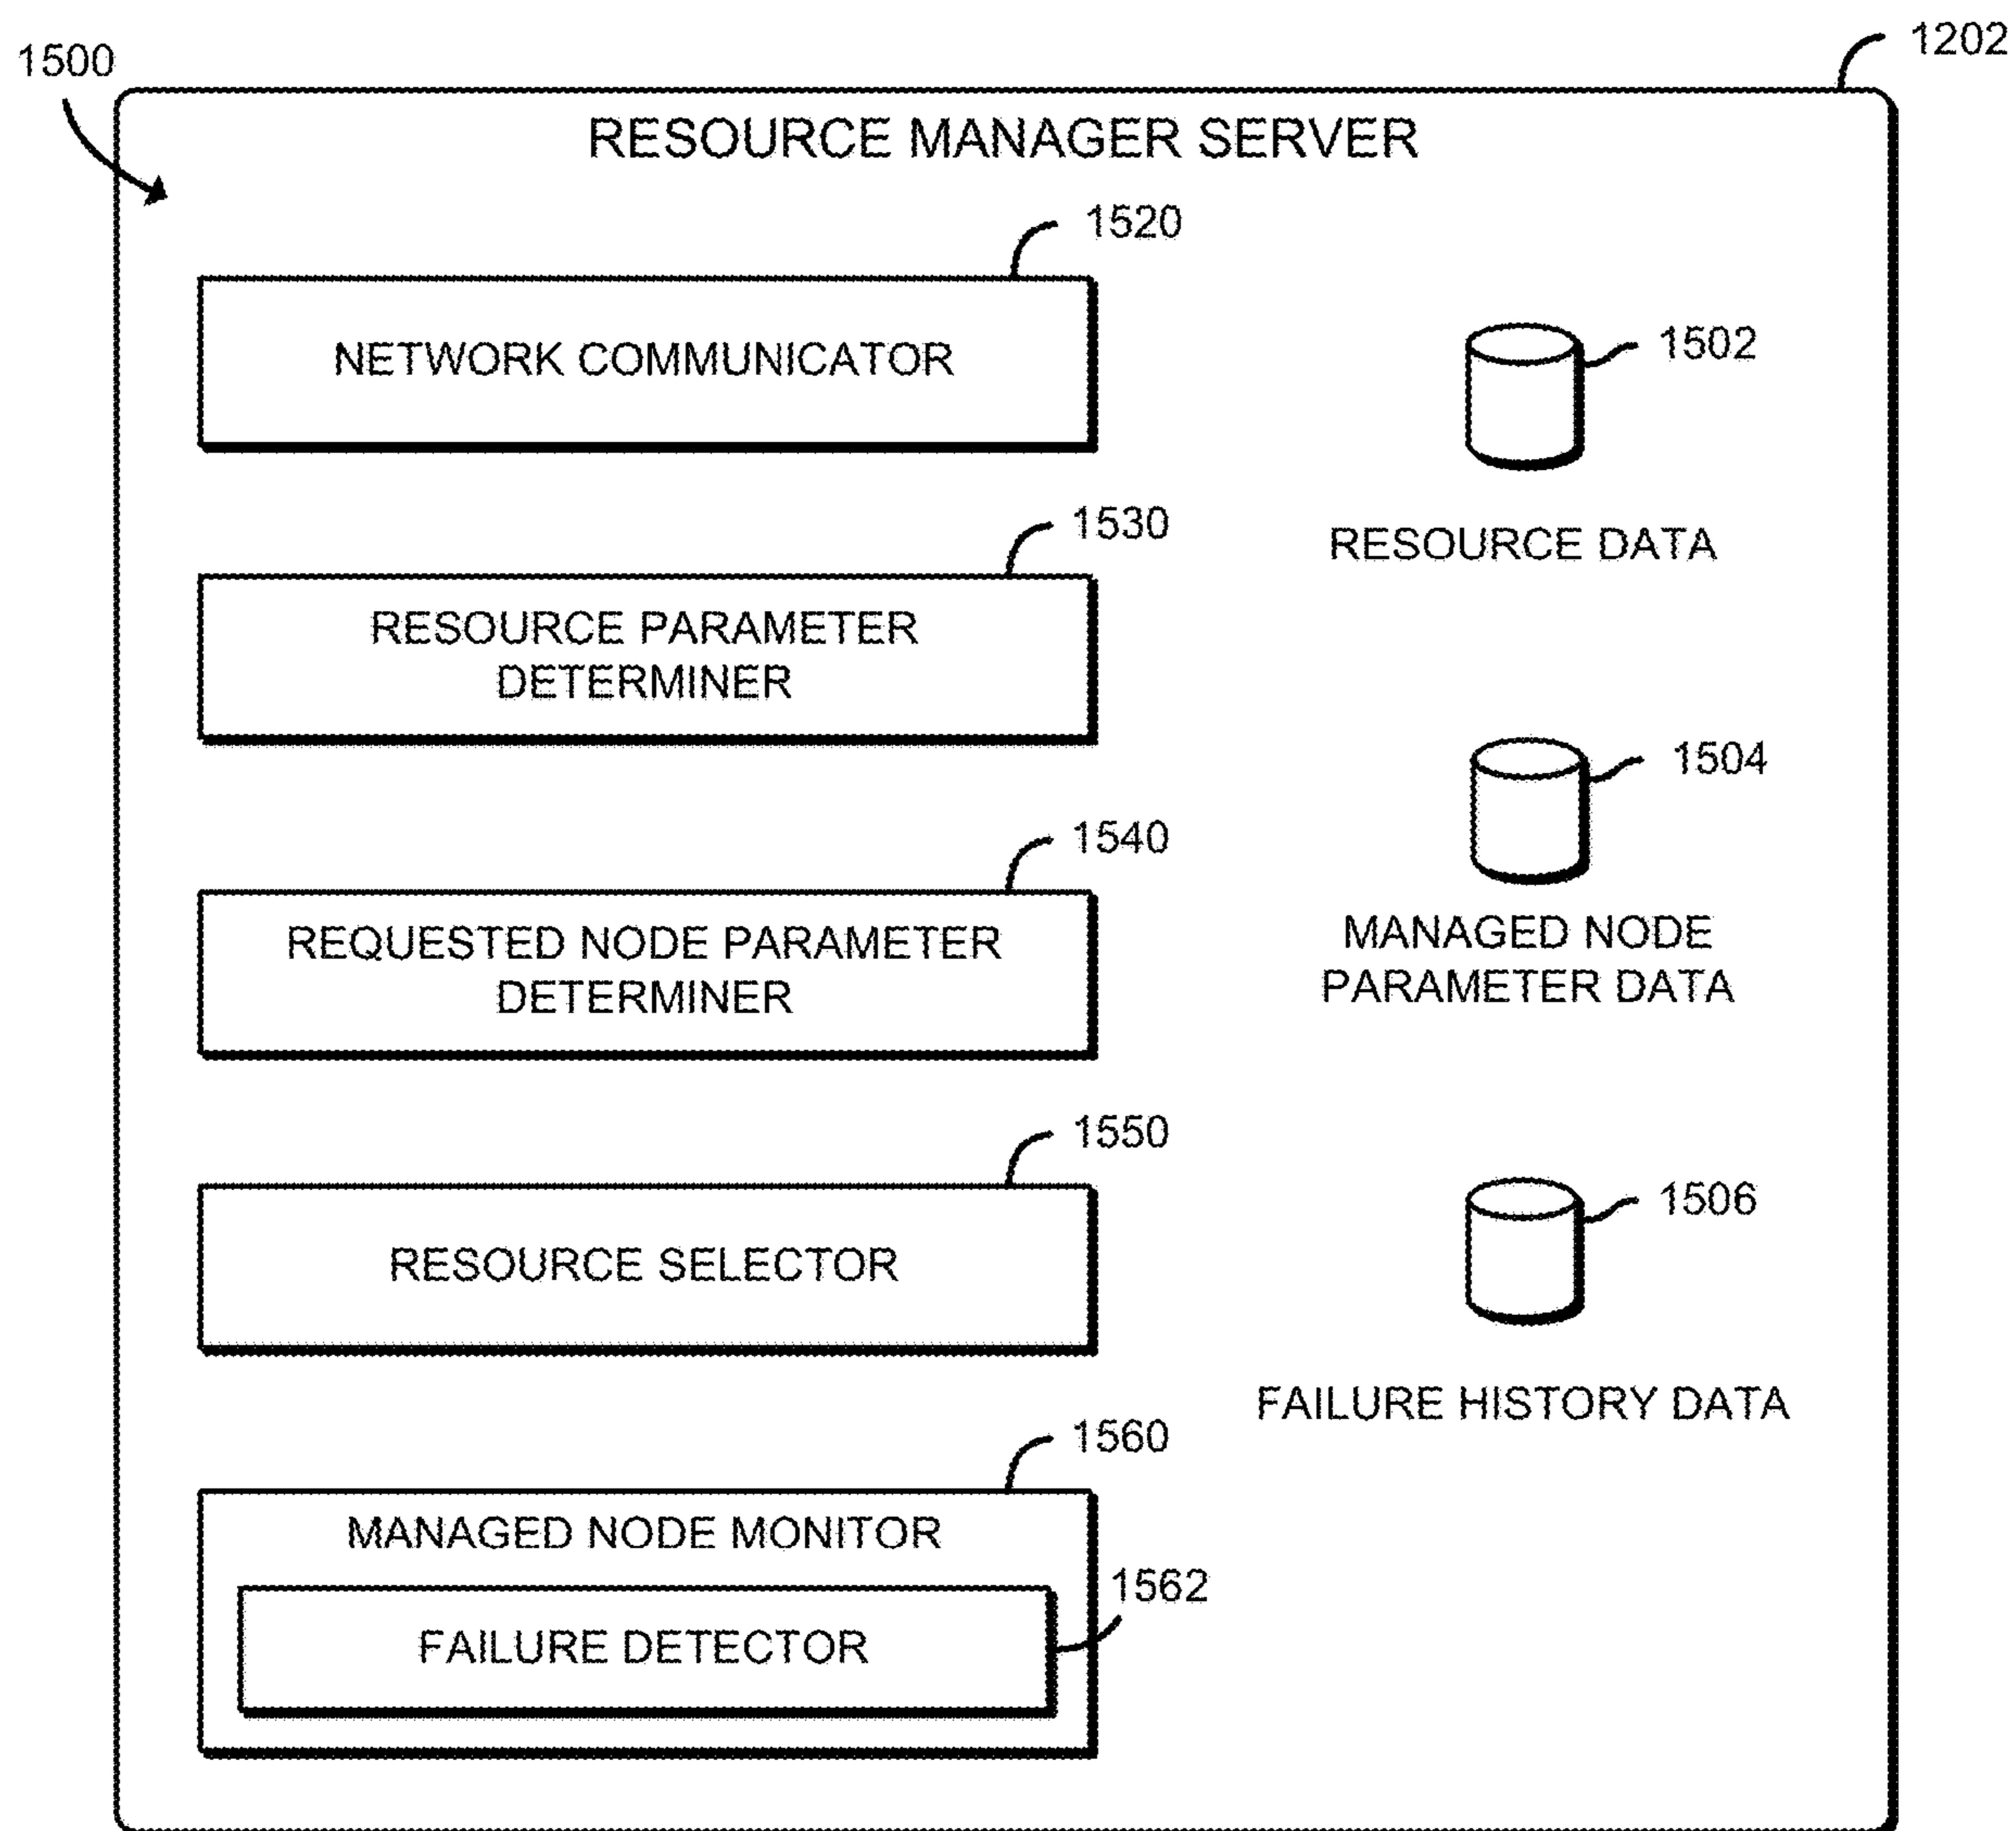 1202
1500
RESOURCE MANAGER SERVER
1520
NETWORK COMMUNICATOR
1502
RESOURCE DATA
1530
RESOURCE PARAMETER
DETERMINER
1504
MANAGED NODE
PARAMETER DATA
1540
REQUESTED NODE PARAMETER
DETERMINER
1550
RESOURCE SELECTOR
1506
FAILURE HISTORY DATA
1560
MANAGED NODE MONITOR
1562
FAILURE DETECTOR